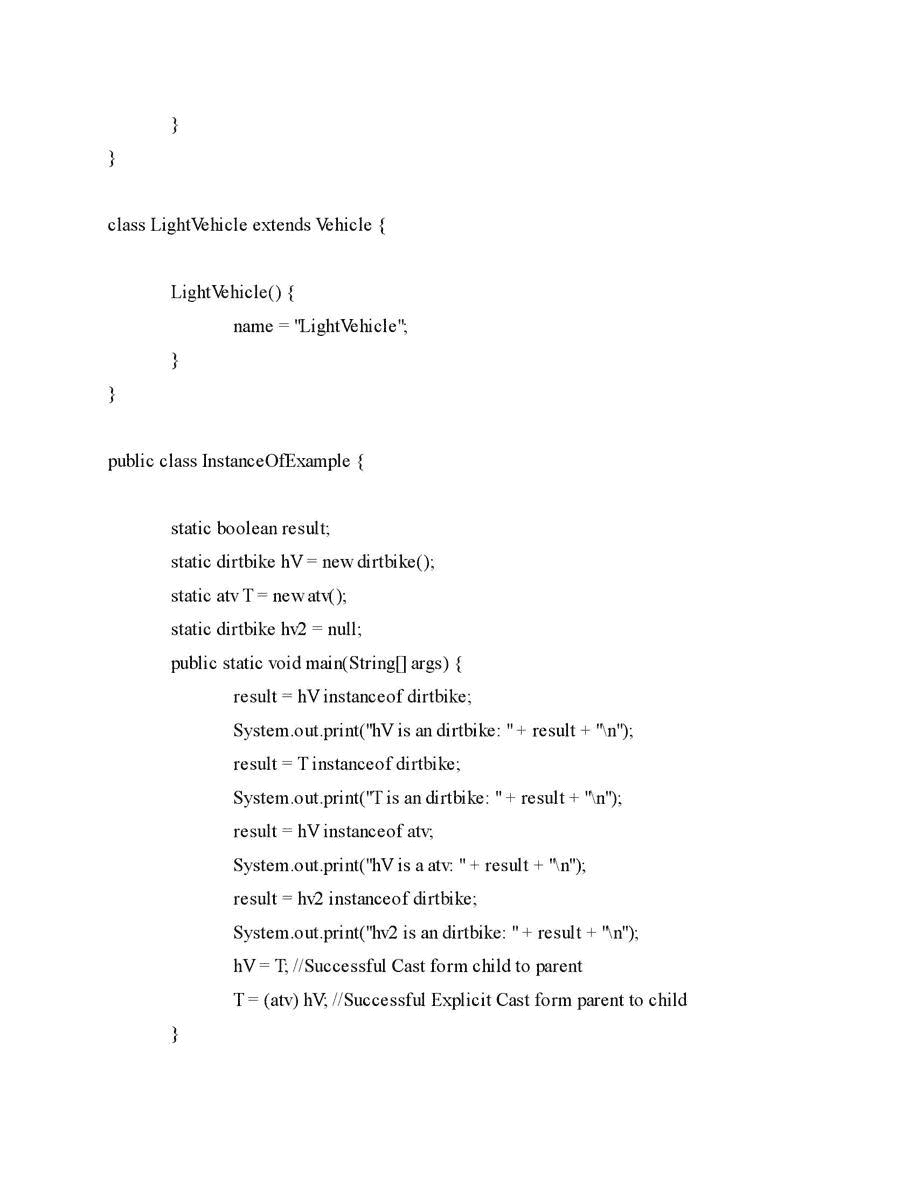 }
}
class LightVehicle extends Vehicle {
LightVehicle() {
name = "LightVehicle";
}
}
public class InstanceOfExample {
static boolean result;
static dirtbike hV = new dirtbike();
static atv T = new atv();
static dirtbike hv2 = null;
public static void main(String[] args) {
result = hV instanceof dirtbike;
System.out.print("hV is an dirtbike: " + result + "\n");
result = T instanceof dirtbike;
System.out.print("T is an dirtbike: " + result + "\n");
result = hV instanceof atv;
System.out.print("hV is a atv: " + result + "\n");
result = hv2 instanceof dirtbike;
System.out.print("hv2 is an dirtbike: " + result + "\n");
hV = T; //Successful Cast form child to parent
T = (atv) hV; //Successful Explicit Cast form parent to child
}